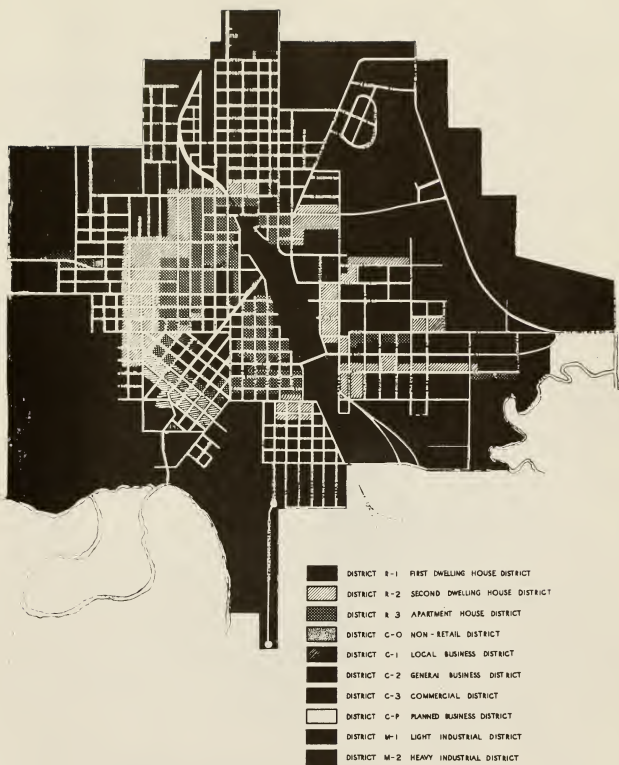 DISTRICT R-1 FIRST DWELLING HOUSE DISTRICT
DISTRICT R-2 SECOND DWELLING HOUSE DISTRICT
DISTRICT R 3 APARTMENT HOUSE DISTRICT
DISTRICT C-O NON-RETAIL DISTRICT
DISTRICT C-1 LOCAL BUSINESS DISTRICT
DISTRICT C-2 GENERAL BUSINESS DISTRICT
DISTRICT C-3 COMMERCIAL DISTRICT
DISTRICT C-P PLANNED BUSINESS DISTRICT
DISTRICT M-1 LIGHT INDUSTRIAL DISTRICT
DISTRICT M-2 HEAVY INDUSTRIAL DISTRICT